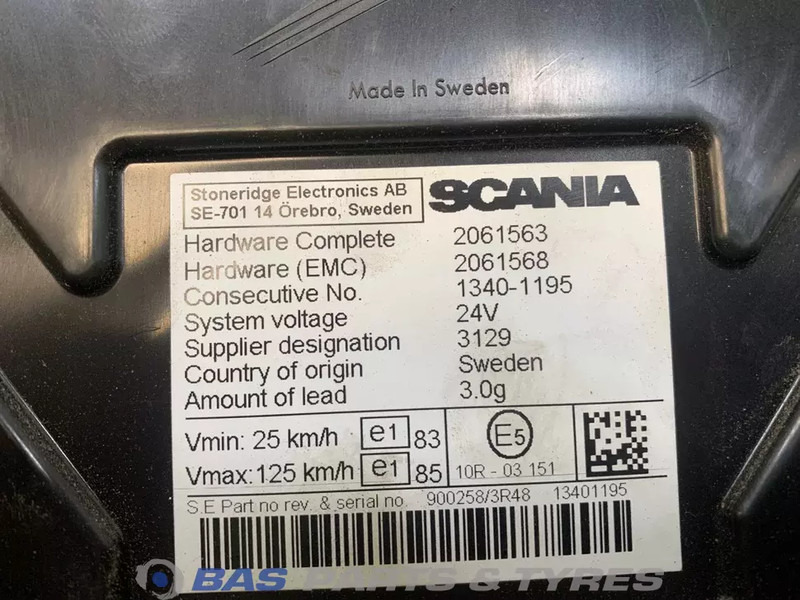 Made In Sweden
Stoneridge Electronics AB
SE-701 14 Örebro, Sweden
SCANIA
Hardware Complete 2061563
Hardware (EMC) 2061568
Consecutive No. 1340-1195
System voltage 24V
Supplier designation 3129
Country of origin Sweden
Amount of lead 3.0g
Vmin: 25 km/h e1 83
Vmax: 125 km/h e1 85
E5
10R - 03 151
S.E Part no rev. & serial no. 900258/3R48 13401195
BAS PARTS & TYRES